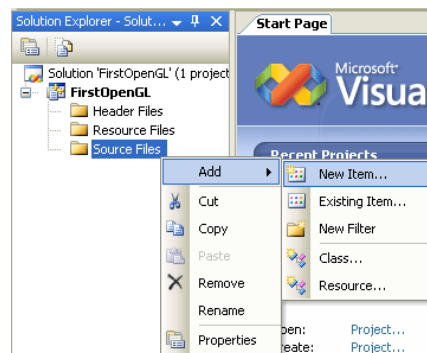 Solution Explorer - Solut...
Start Page
Solution 'FirstOpenGL' (1 project
FirstOpenGL
Header Files
Resource Files
Source Files
Microsoft
Visua
Recent Projects
Add
Cut
Copy
Paste
Remove
Rename
Properties
New Item...
Existing Item...
New Filter
Class...
Resource...
pen:
Project...
reate:
Project...